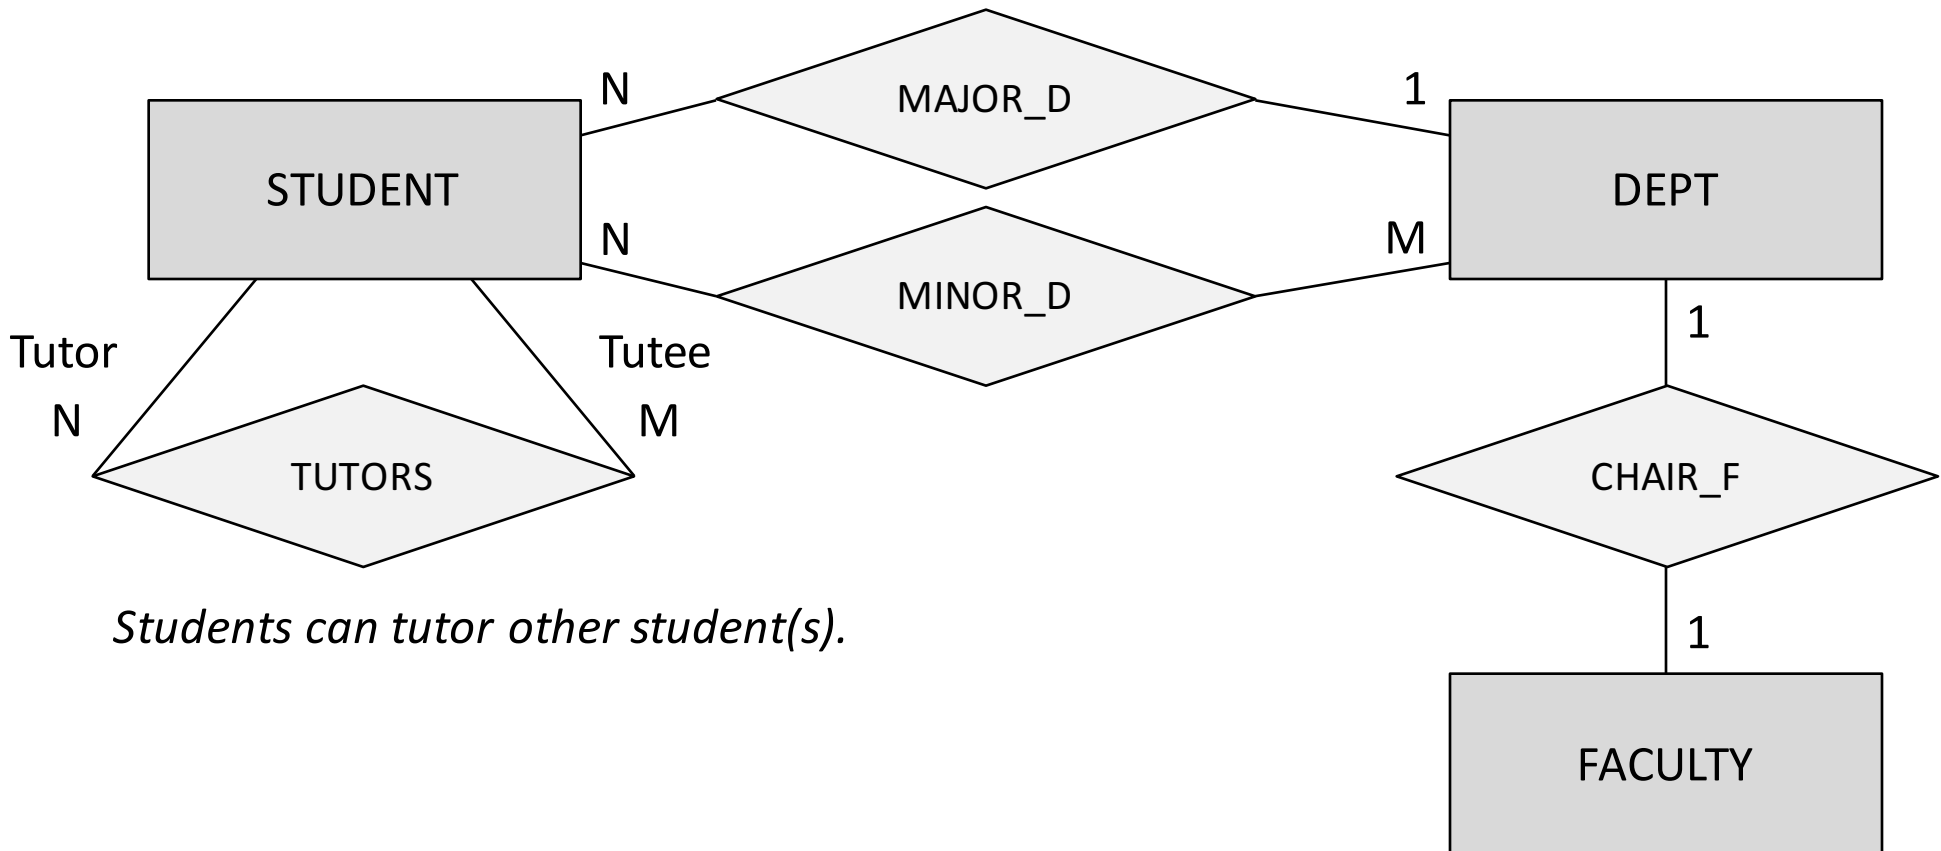 N
MAJOR_D
1
STUDENT
DEPT
N
MINOR_D
M
Tutor
Tutee
1
N
M
TUTORS
CHAIR_F
Students can tutor other student(s).
1
FACULTY